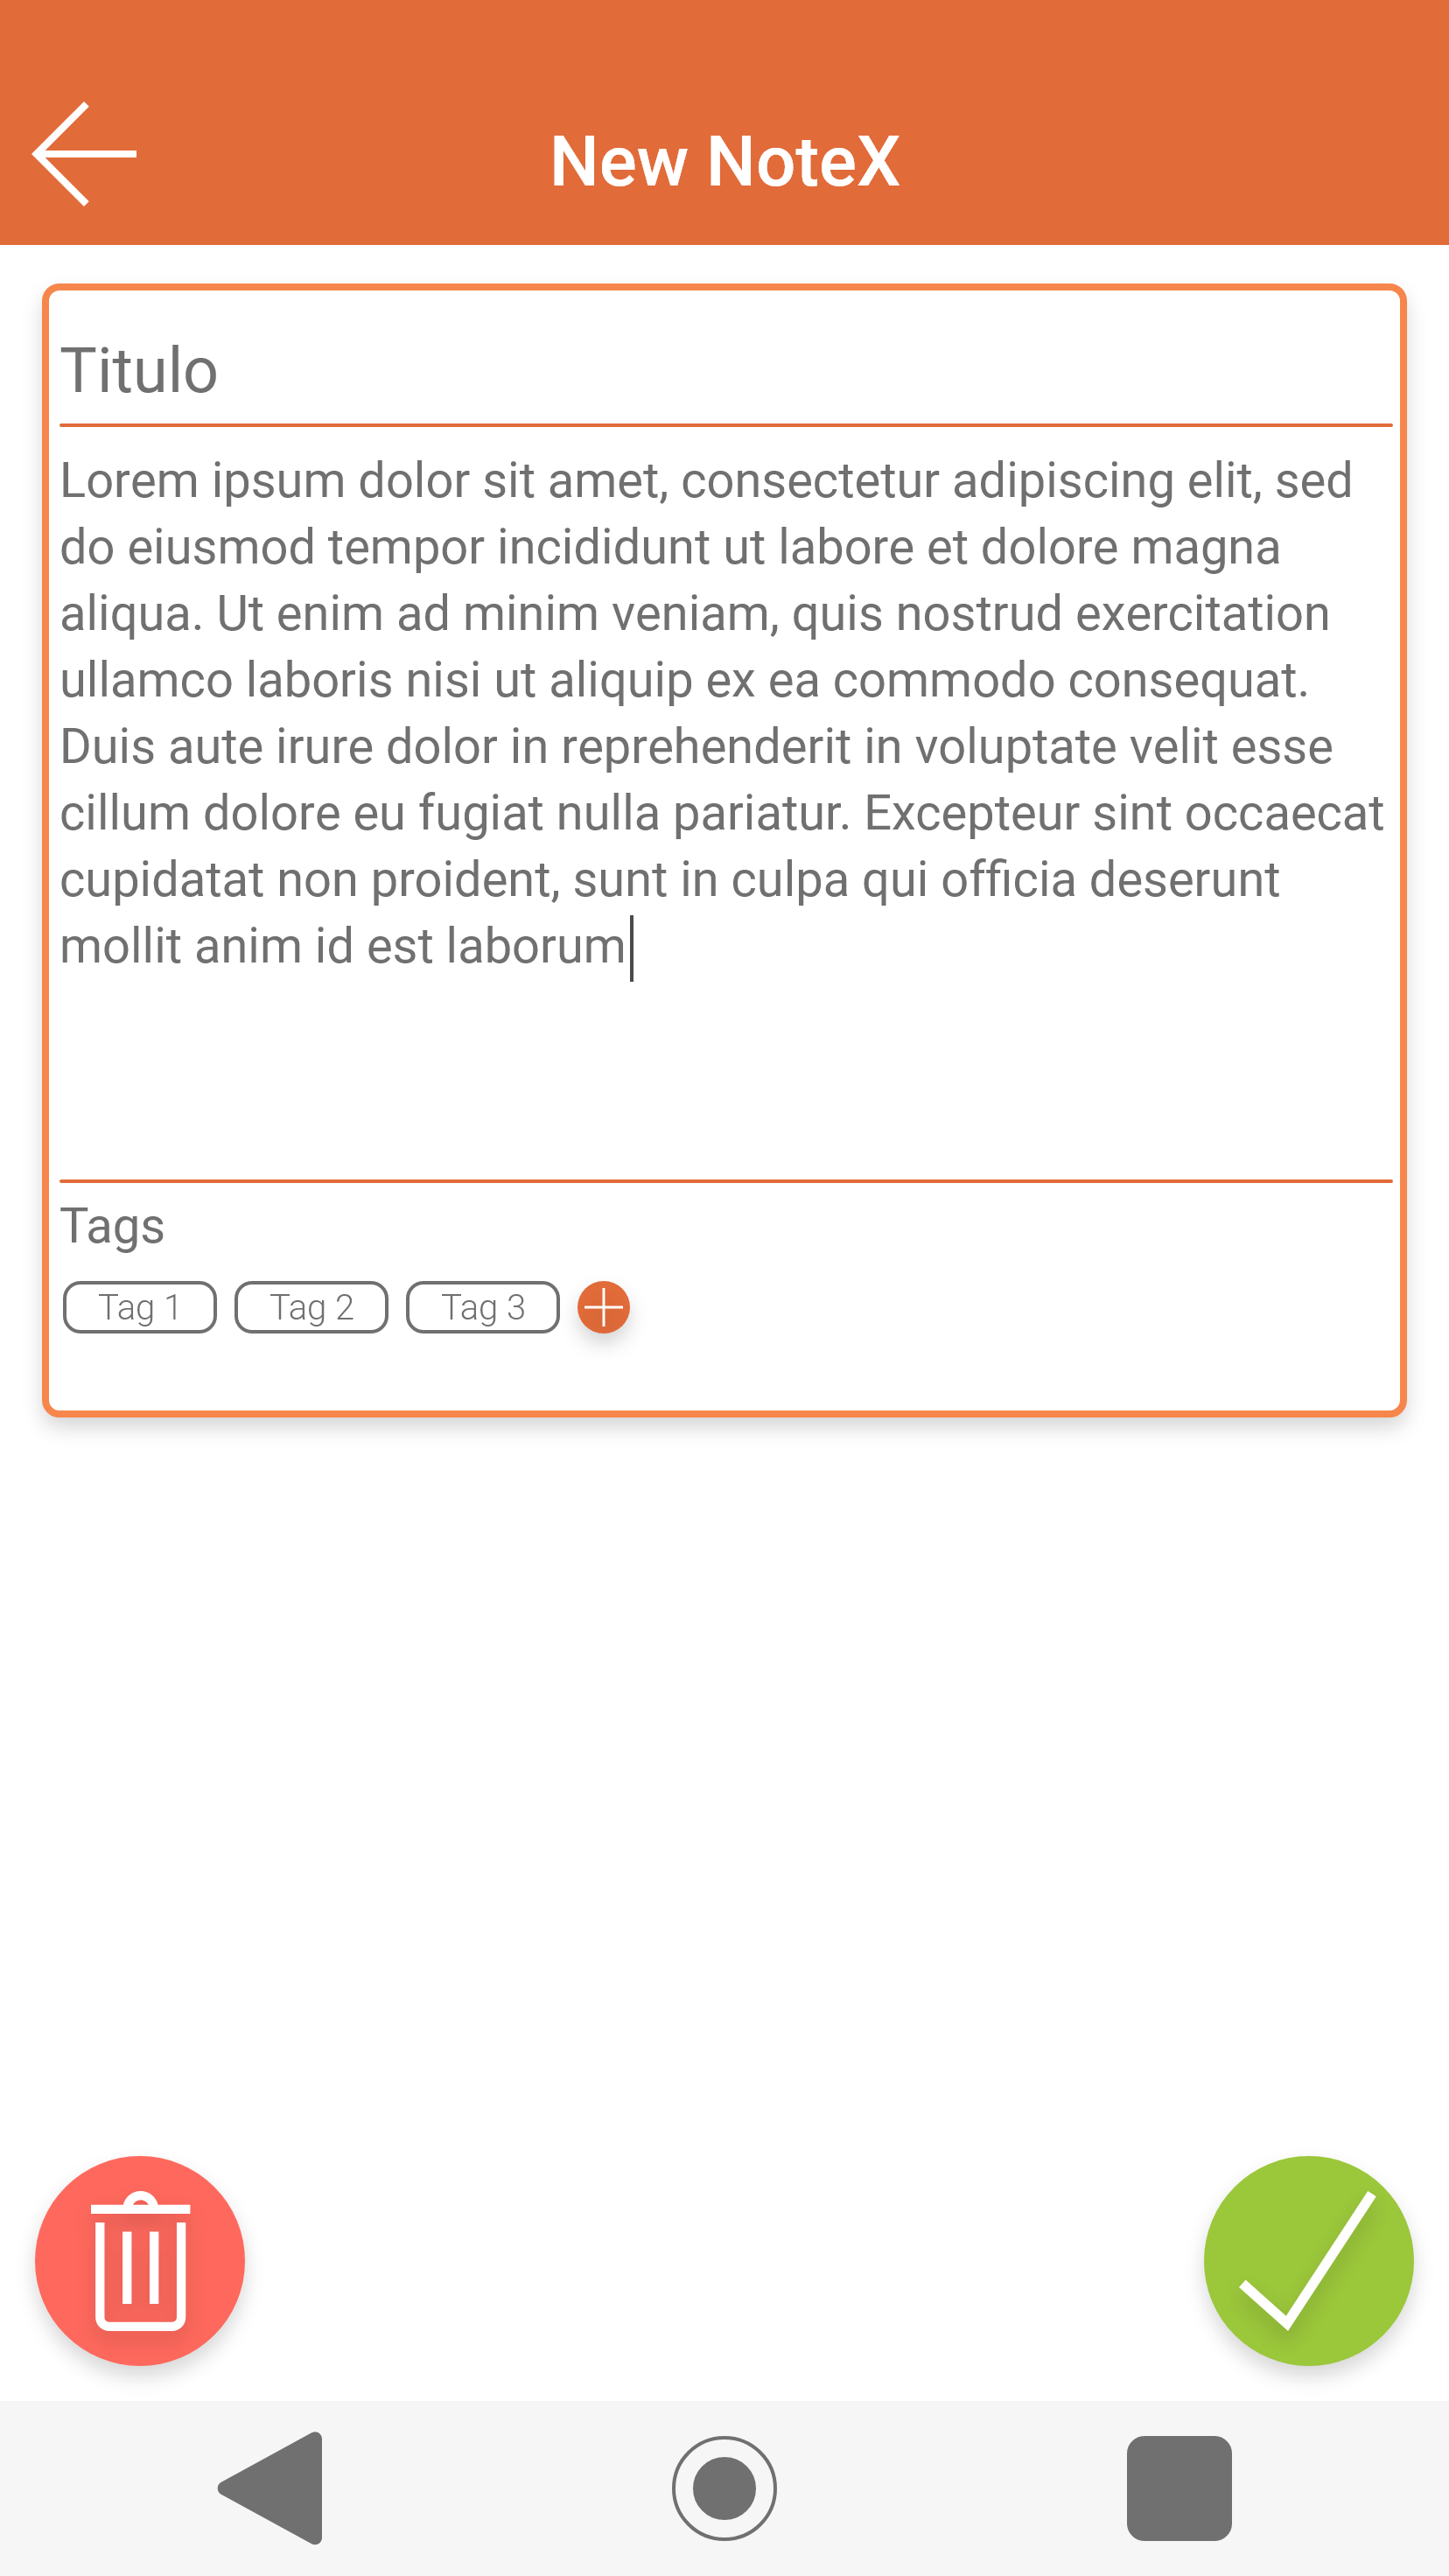 New NoteX
Titulo
Lorem ipsum dolor sit amet, consectetur adipiscing elit, sed
do eiusmod tempor incididunt ut labore et dolore magna
aliqua. Ut enim ad minim veniam, quis nostrud exercitation
ullamco laboris nisi ut aliquip ex ea commodo consequat.
Duis aute irure dolor in reprehenderit in voluptate velit esse
cillum dolore eu fugiat nulla pariatur. Excepteur sint occaecat
cupidatat non proident, sunt in culpa qui officia deserunt
mollit anim id est laborum
Tags
Tag 1 Tag 2 Tag 3